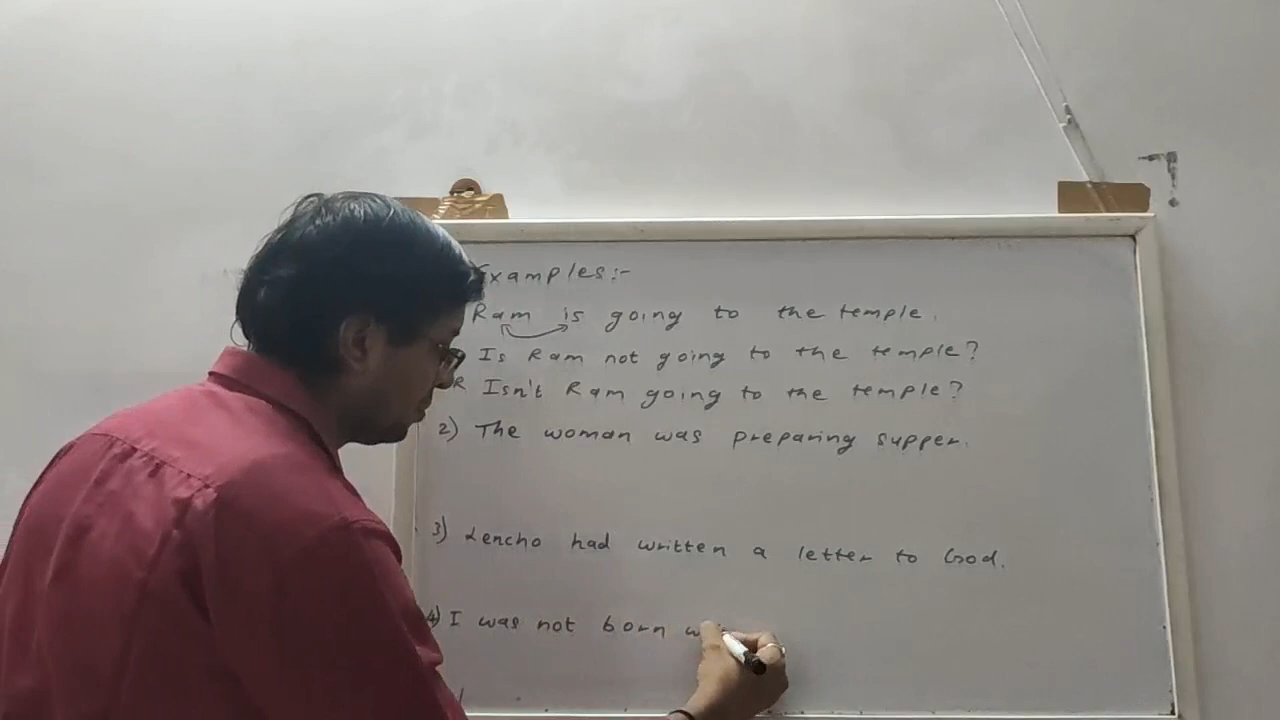 Examples:-
Ram is going to the temple.
Is Ram not going to the temple?
R Isn't Ram going to the temple?
2) The woman was preparing supper.
3) Lencho had written a letter to God.
4) I was not born